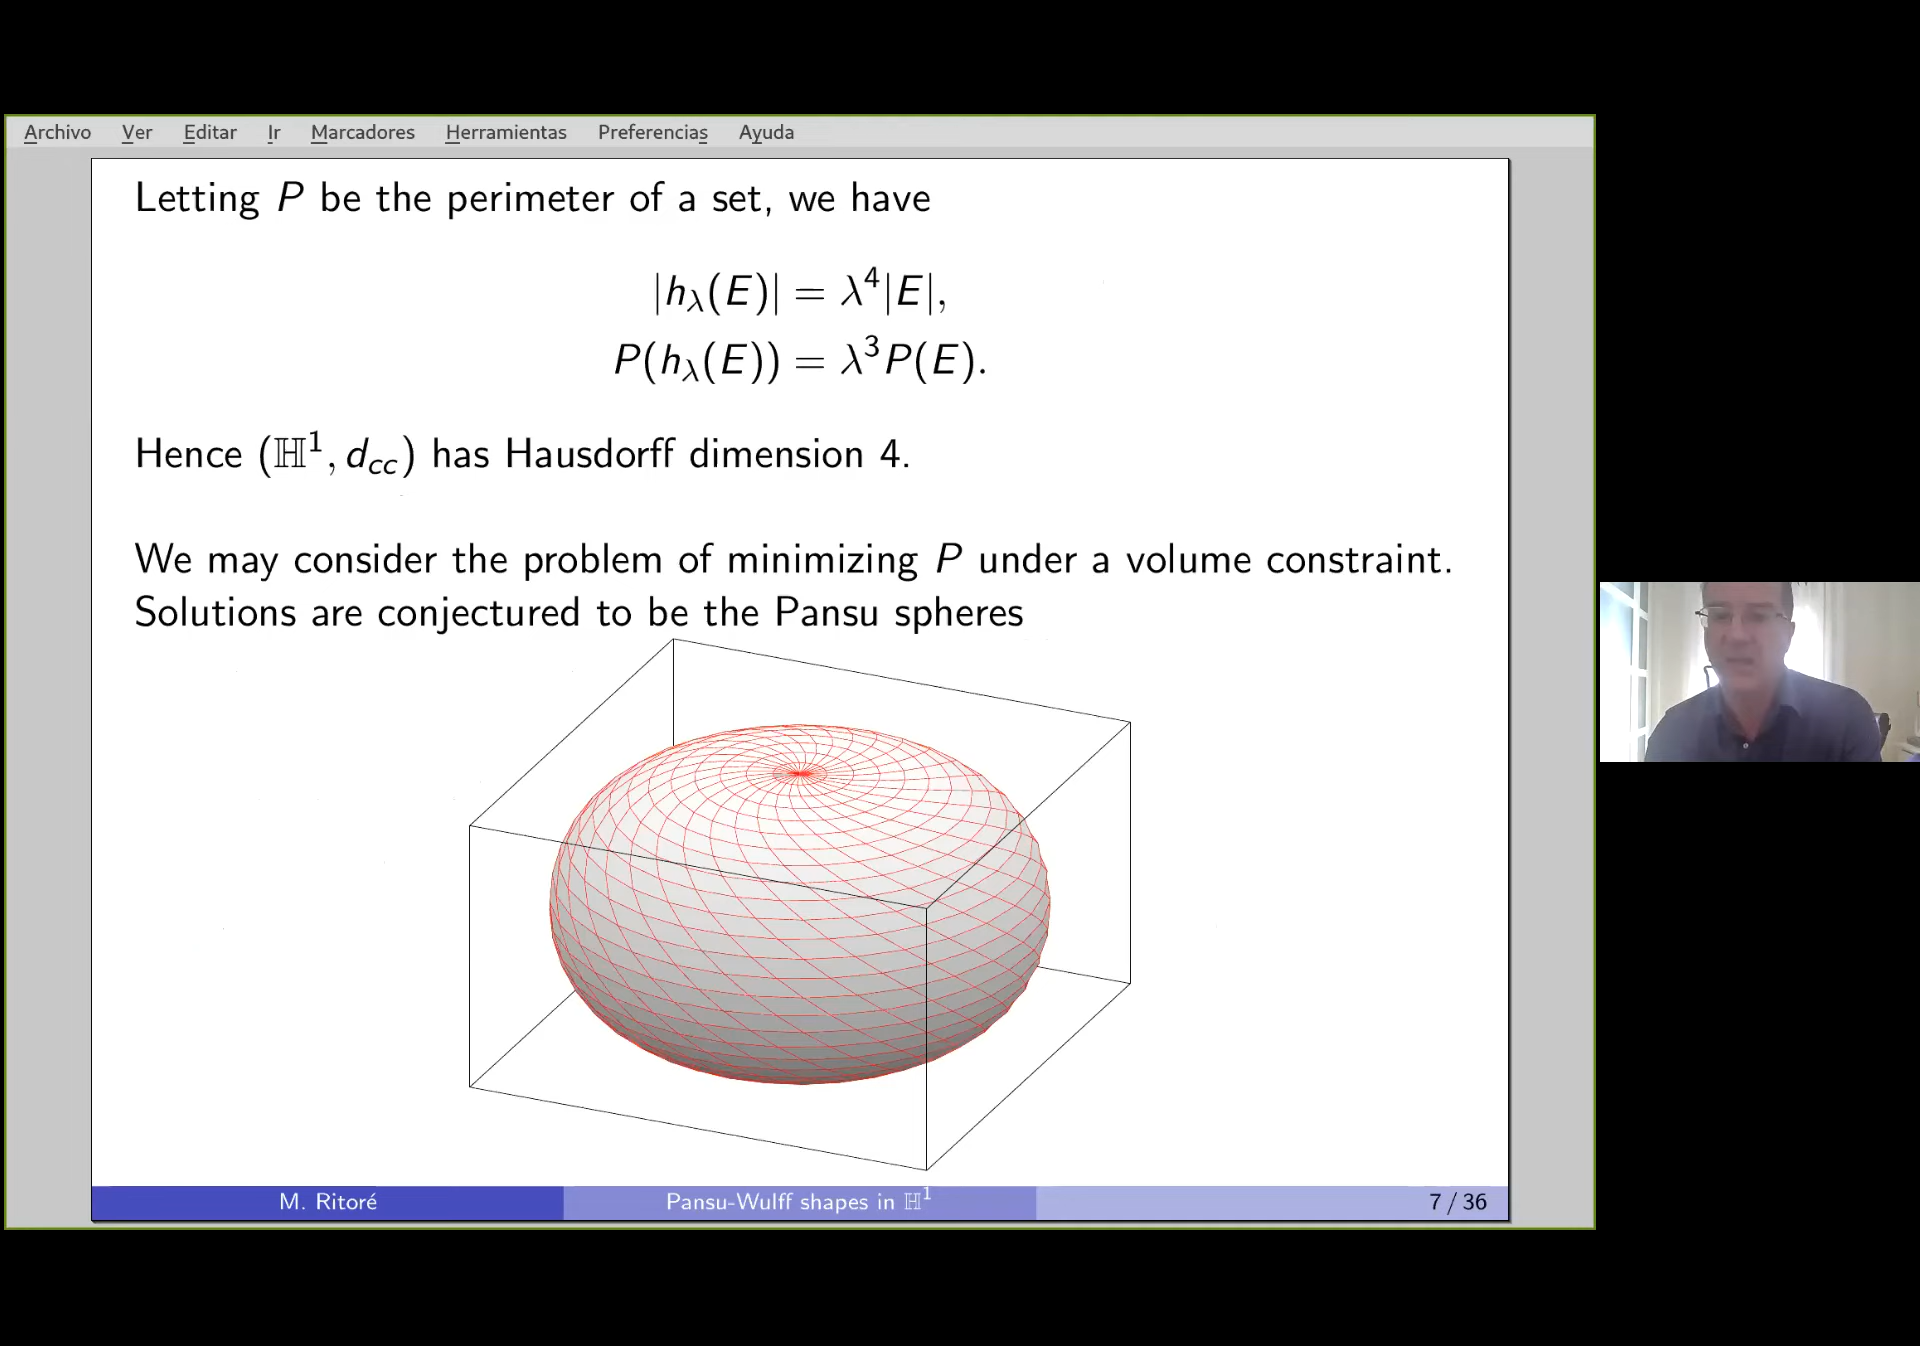 Archivo Ver Editar Ir Marcadores Herramientas Preferencias Ayuda
Letting P be the perimeter of a set, we have
|h_λ(E)| = λ⁴|E|,
P(h_λ(E)) = λ³P(E).
Hence (ℍ¹, d_cc) has Hausdorff dimension 4.
We may consider the problem of minimizing P under a volume constraint.
Solutions are conjectured to be the Pansu spheres
M. Ritoré Pansu-Wulff shapes in ℍ¹ 7 / 36